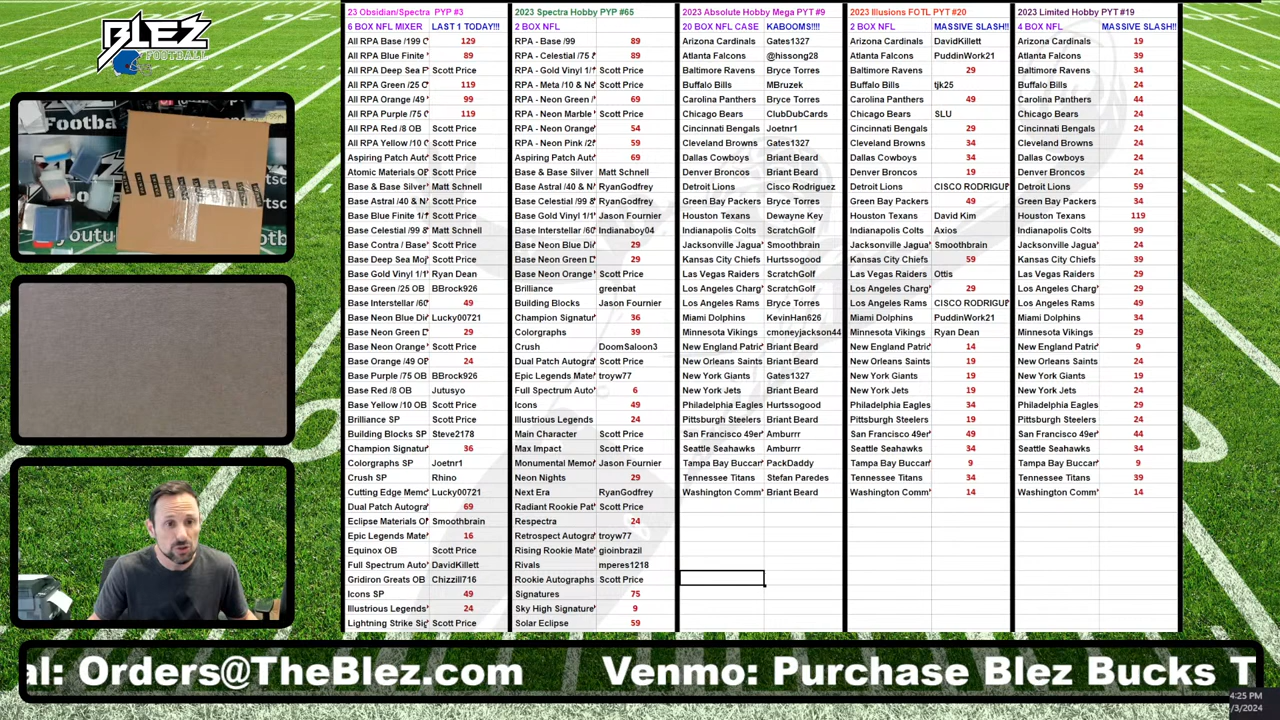 BLEZ
FOOTBALL
23 Obsidian/Spectra PYP #3
6 BOX NFL MIXER LAST 1 TODAY!!!
All RPA Base /199 129
All RPA Blue Finite 89
All RPA Deep Sea Scott Price
All RPA Green /25 119
All RPA Orange /49 99
All RPA Purple /75 119
All RPA Red /8 OB Scott Price
All RPA Yellow /10 Scott Price
Aspiring Patch Aut Scott Price
Atomic Materials OB Scott Price
Base & Base Silver Matt Schnell
Base Astral /40 & N Scott Price
Base Blue Finite 1/ Scott Price
Base Celestial /99 & Matt Schnell
Base Contra / Base Scott Price
Base Deep Sea Moj Scott Price
Base Gold Vinyl 1/1 Ryan Dean
Base Green /25 OB BBrock926
Base Interstellar /60 49
Base Neon Blue Di Lucky00721
Base Neon Green D 29
Base Neon Orange Scott Price
Base Orange /49 OB 24
Base Purple /75 OB BBrock926
Base Red /8 OB Jutusyo
Base Yellow /10 OB Scott Price
Brilliance SP Scott Price
Building Blocks SP Steve2178
Champion Signatur 36
Colorgraphs SP Joetnr1
Crush SP Rhino
Cutting Edge Memo Lucky00721
Dual Patch Autogra 69
Eclipse Materials O Smoothbrain
Epic Legends Mate 16
Equinox OB Scott Price
Full Spectrum Auto DavidKillett
Gridiron Greats OB Chizzill716
Icons SP 49
Illustrious Legends 24
Lightning Strike Sig Scott Price
2023 Spectra Hobby PYP #65
2 BOX NFL
RPA - Base /99 89
RPA - Celestial /75 89
RPA - Gold Vinyl 1/ Scott Price
RPA - Meta /10 & Ne Scott Price
RPA - Neon Green / 69
RPA - Neon Marble Scott Price
RPA - Neon Orange 54
RPA - Neon Pink /2 59
Aspiring Patch Aut 69
Base & Base Silver Matt Schnell
Base Astral /40 & N RyanGodfrey
Base Celestial /99 & RyanGodfrey
Base Gold Vinyl 1/1 Jason Fournier
Base Interstellar /60 Indianaboy04
Base Neon Blue Di 29
Base Neon Green D 29
Base Neon Orange Scott Price
Brilliance greenbat
Building Blocks Jason Fournier
Champion Signatur 36
Colorgraphs 39
Crush DoomSaloon3
Dual Patch Autogra Scott Price
Epic Legends Mate troyw77
Full Spectrum Auto 6
Icons 49
Illustrious Legends 24
Main Character Scott Price
Max Impact Scott Price
Monumental Memo Jason Fournier
Neon Nights 29
Next Era RyanGodfrey
Radiant Rookie Pat Scott Price
Respectra 24
Retrospect Autogra troyw77
Rising Rookie Mate gioinbrazil
Rivals mperes1218
Rookie Autographs Scott Price
Signatures 75
Sky High Signature 9
Solar Eclipse 59
2023 Absolute Hobby Mega PYT #9
20 BOX NFL CASE KABOOMS!!!!
Arizona Cardinals Gates1327
Atlanta Falcons @hissong28
Baltimore Ravens Bryce Torres
Buffalo Bills MBruzek
Carolina Panthers Bryce Torres
Chicago Bears ClubDubCards
Cincinnati Bengals Joetnr1
Cleveland Browns Gates1327
Dallas Cowboys Briant Beard
Denver Broncos Briant Beard
Detroit Lions Cisco Rodriguez
Green Bay Packers Bryce Torres
Houston Texans Dewayne Key
Indianapolis Colts ScratchGolf
Jacksonville Jagua Smoothbrain
Kansas City Chiefs Hurtssogood
Las Vegas Raiders ScratchGolf
Los Angeles Charg ScratchGolf
Los Angeles Rams Bryce Torres
Miami Dolphins KevinHan626
Minnesota Vikings cmoneyjackson44
New England Patric Briant Beard
New Orleans Saints Briant Beard
New York Giants Gates1327
New York Jets Briant Beard
Philadelphia Eagles Hurtssogood
Pittsburgh Steelers Briant Beard
San Francisco 49er Amburrr
Seattle Seahawks Amburrr
Tampa Bay Buccar PackDaddy
Tennessee Titans Stefan Paredes
Washington Comm Briant Beard
2023 Illusions FOTL PYT #20
2 BOX NFL MASSIVE SLASH!!
Arizona Cardinals DavidKillett
Atlanta Falcons PuddinWork21
Baltimore Ravens 29
Buffalo Bills tjk25
Carolina Panthers 49
Chicago Bears SLU
Cincinnati Bengals 29
Cleveland Browns 34
Dallas Cowboys 34
Denver Broncos 19
Detroit Lions CISCO RODRIGU
Green Bay Packers 49
Houston Texans David Kim
Indianapolis Colts Axios
Jacksonville Jagua Smoothbrain
Kansas City Chiefs 59
Las Vegas Raiders Ottis
Los Angeles Charg 29
Los Angeles Rams CISCO RODRIGU
Miami Dolphins PuddinWork21
Minnesota Vikings Ryan Dean
New England Patric 14
New Orleans Saints 19
New York Giants 19
New York Jets 19
Philadelphia Eagles 34
Pittsburgh Steelers 19
San Francisco 49er 49
Seattle Seahawks 34
Tampa Bay Buccar 9
Tennessee Titans 34
Washington Comm 14
2023 Limited Hobby PYT #19
4 BOX NFL MASSIVE SLASH!!
Arizona Cardinals 19
Atlanta Falcons 39
Baltimore Ravens 34
Buffalo Bills 24
Carolina Panthers 44
Chicago Bears 24
Cincinnati Bengals 24
Cleveland Browns 24
Dallas Cowboys 24
Denver Broncos 24
Detroit Lions 59
Green Bay Packers 34
Houston Texans 119
Indianapolis Colts 99
Jacksonville Jagua 24
Kansas City Chiefs 39
Las Vegas Raiders 29
Los Angeles Charg 29
Los Angeles Rams 49
Miami Dolphins 34
Minnesota Vikings 29
New England Patric 9
New Orleans Saints 24
New York Giants 19
New York Jets 24
Philadelphia Eagles 29
Pittsburgh Steelers 24
San Francisco 49er 44
Seattle Seahawks 34
Tampa Bay Buccar 9
Tennessee Titans 39
Washington Comm 14
al: Orders@TheBlez.com Venmo: Purchase Blez Bucks T
4:25 PM
/3/2024